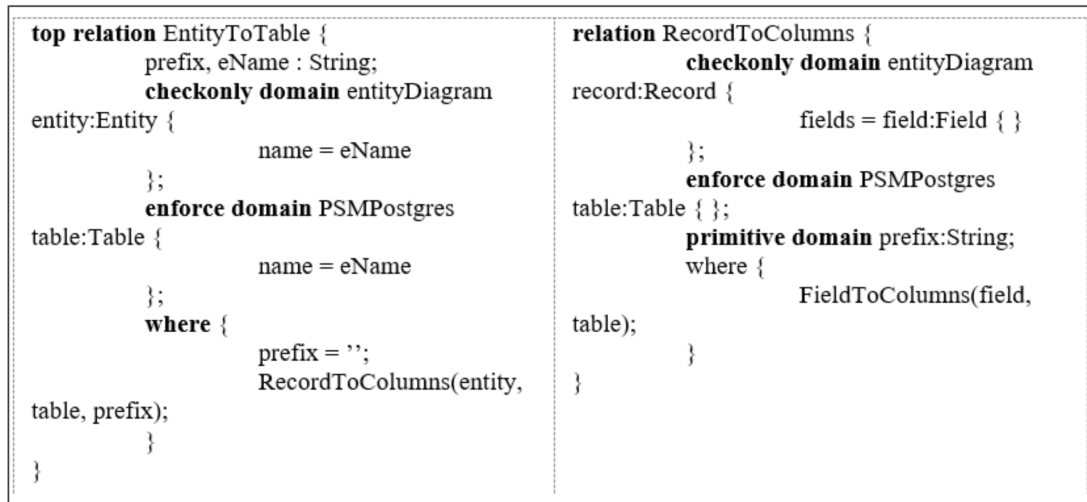 top relation EntityToTable {
prefix, eName : String;
checkonly domain entityDiagram
entity:Entity {
name = eName
};
enforce domain PSMPostgres
table:Table {
name = eName
};
where {
prefix = ’’;
RecordToColumns(entity,
table, prefix);
}
}
relation RecordToColumns {
checkonly domain entityDiagram
record:Record {
fields = field:Field { }
};
enforce domain PSMPostgres
table:Table { };
primitive domain prefix:String;
where {
FieldToColumns(field,
table);
}
}